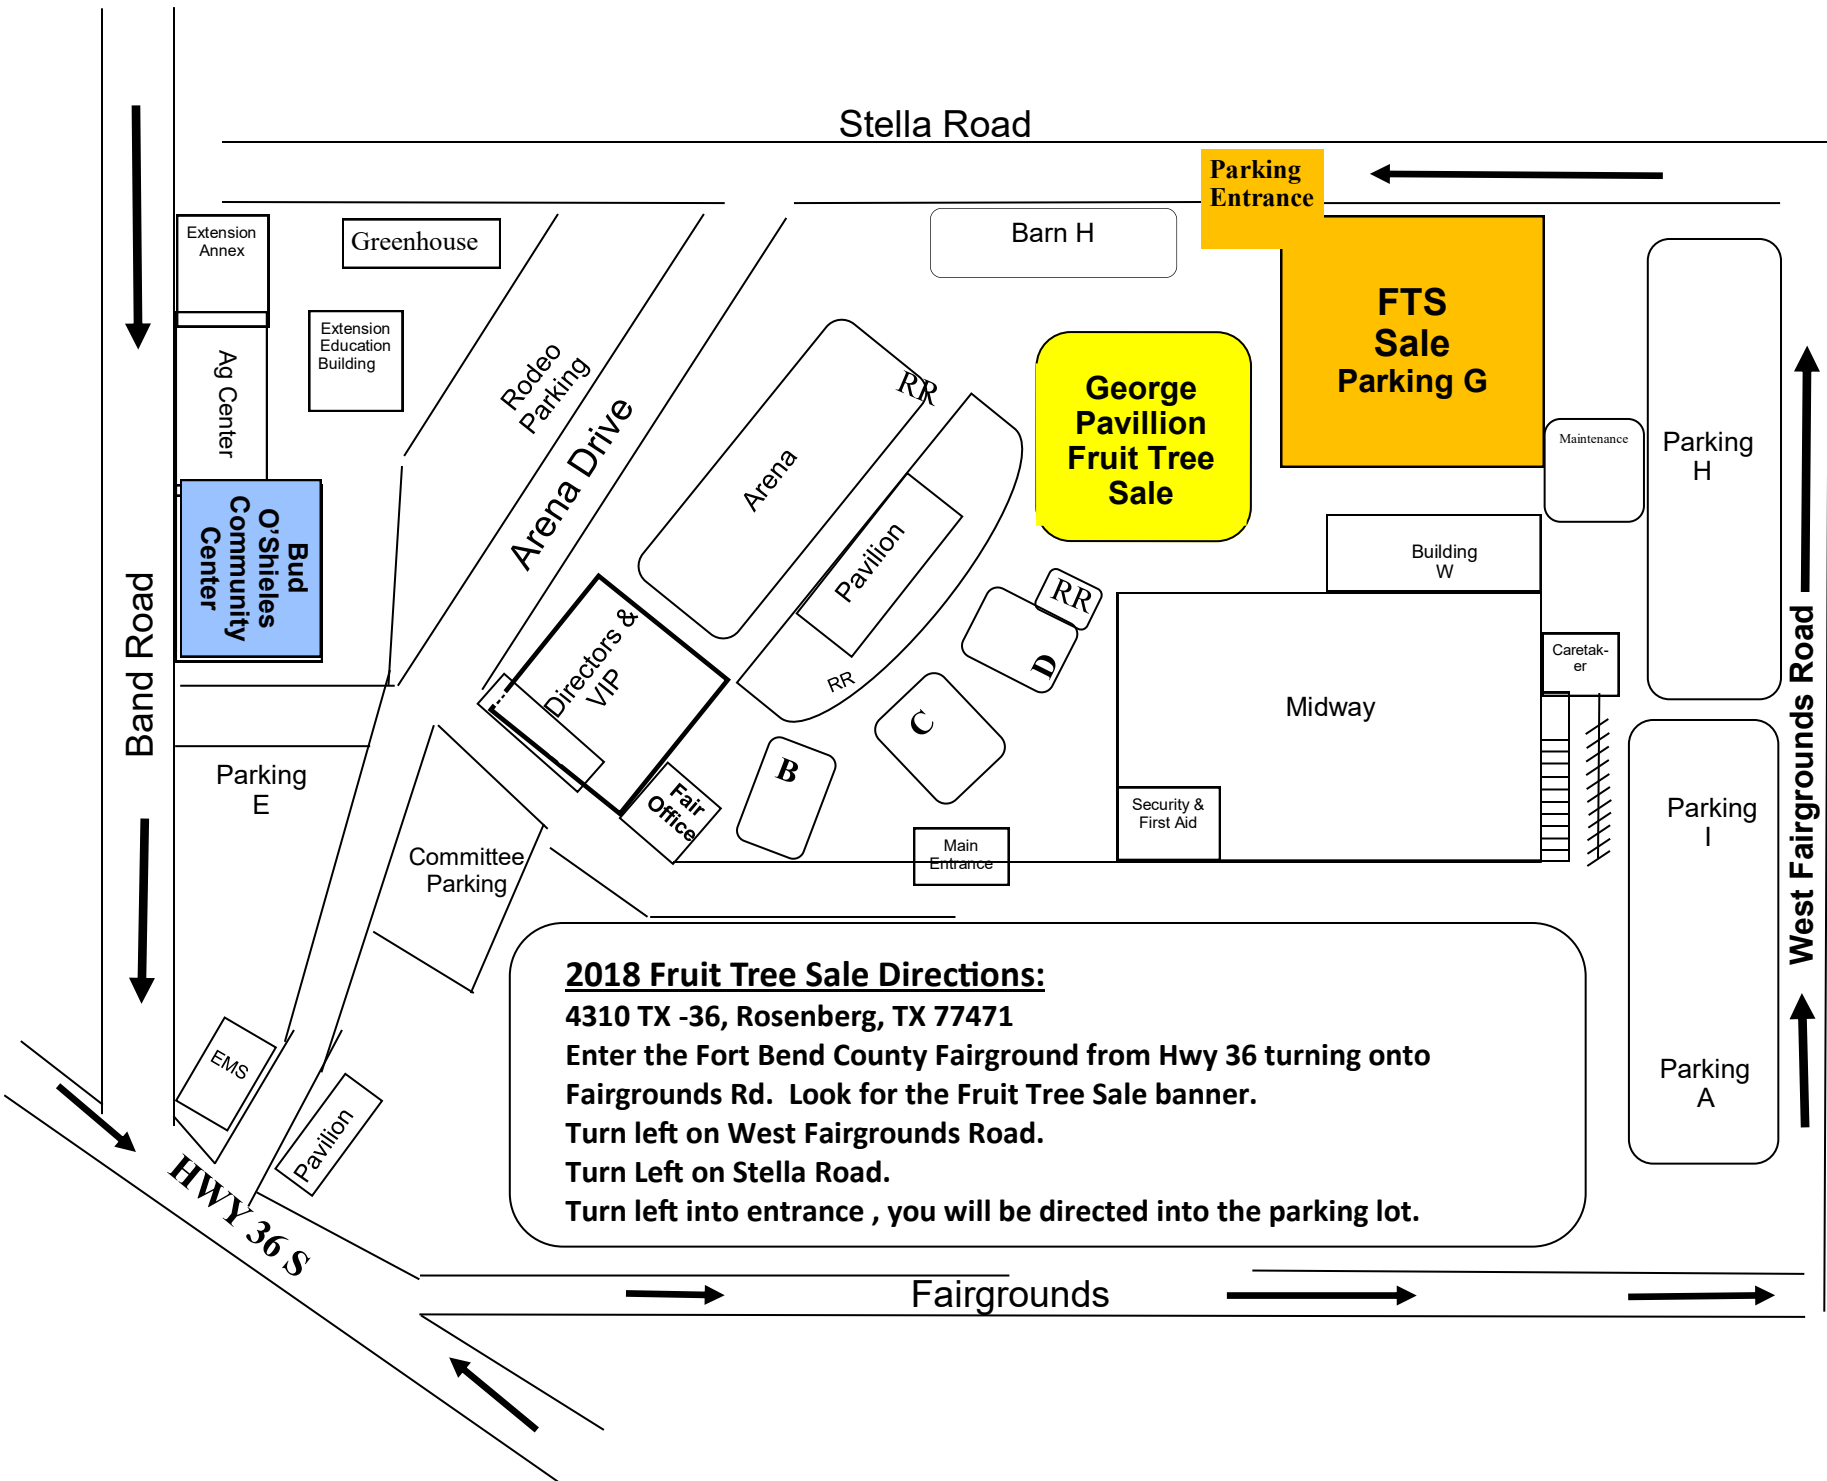 Stella Road
Parking
Entrance
Extension
Annex
Greenhouse
Barn H
FTS
Sale
Parking G
Extension
Education
Building
Ag Center
Rodeo
Parking
Arena Drive
RR
Arena
George
Pavillion
Fruit Tree
Sale
Maintenance
Parking
H
Bud
O'Shieles
Community
Center
Pavilion
Building
W
RR
D
Band Road
Directors &
VIP
RR
C
Midway
Caretak-
er
West Fairgrounds Road
Parking
E
B
Fair
Office
Security &
First Aid
Parking
I
Committee
Parking
Main
Entrance
2018 Fruit Tree Sale Directions:
4310 TX -36, Rosenberg, TX 77471
Enter the Fort Bend County Fairground from Hwy 36 turning onto
Fairgrounds Rd.  Look for the Fruit Tree Sale banner.
Turn left on West Fairgrounds Road.
Turn Left on Stella Road.
Turn left into entrance , you will be directed into the parking lot.
EMS
Parking
A
Pavilion
HWY 36 S
Fairgrounds